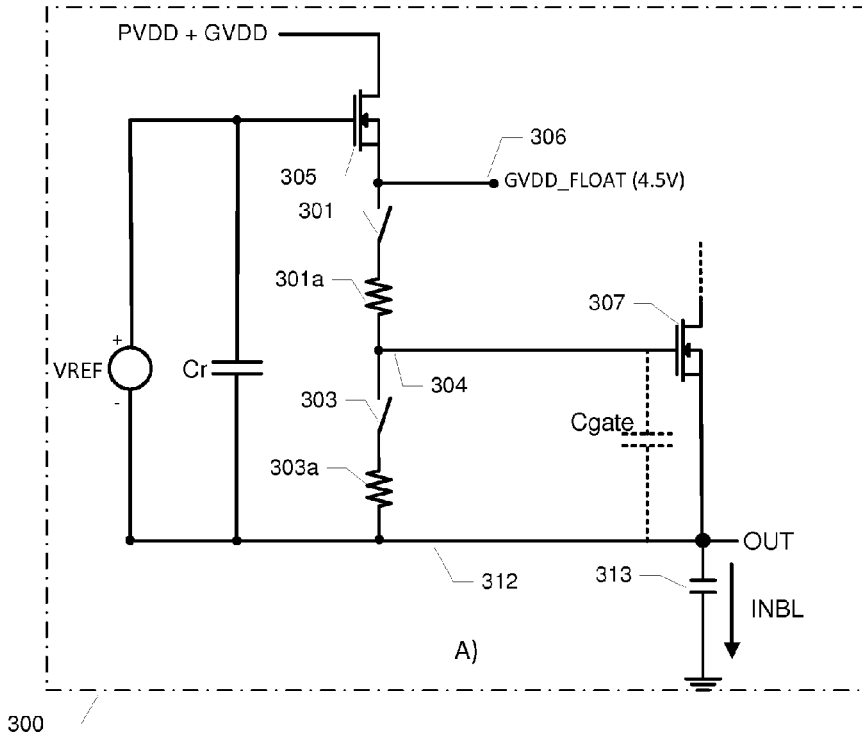 PVDD + GVDD
305
306
GVDD_FLOAT (4.5V)
301
301a
307
+
VREF
-
Cr
304
303
Cgate
303a
OUT
312
313
INBL
A)
300